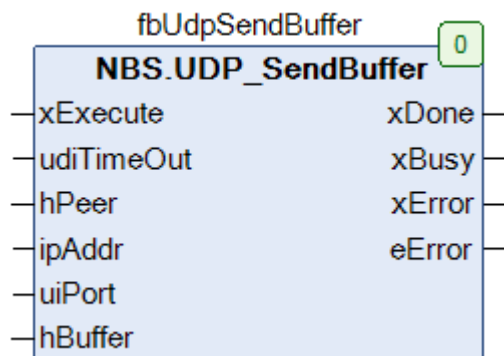 fbUdpSendBuffer
0
NBS.UDP_SendBuffer
xExecute xDone
udiTimeOut xBusy
hPeer xError
ipAddr eError
uiPort
hBuffer